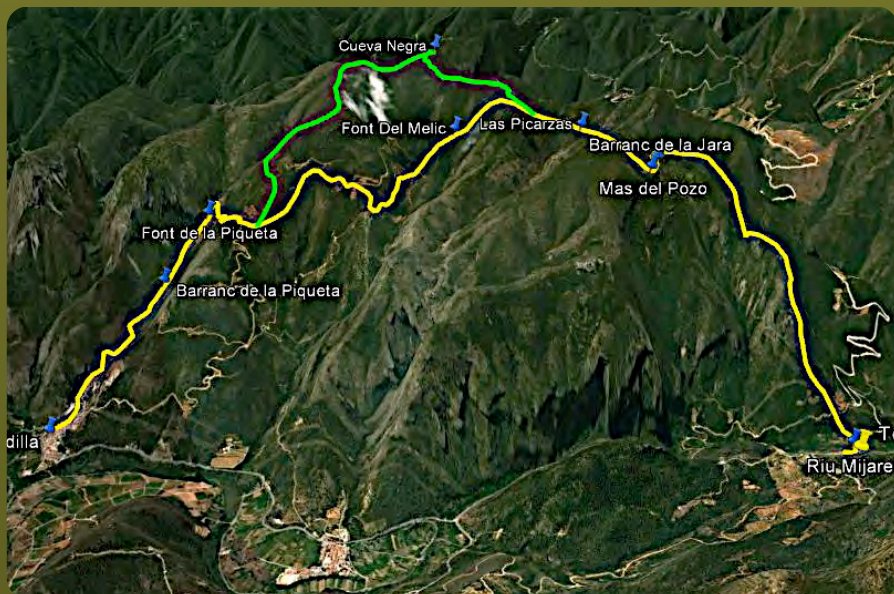 Cueva Negra
Font Del Melic
Las Picarzas
Barranc de la Jara
Mas del Pozo
Font de la Piqueta
Barranc de la Piqueta
dilla
Riu Mijare